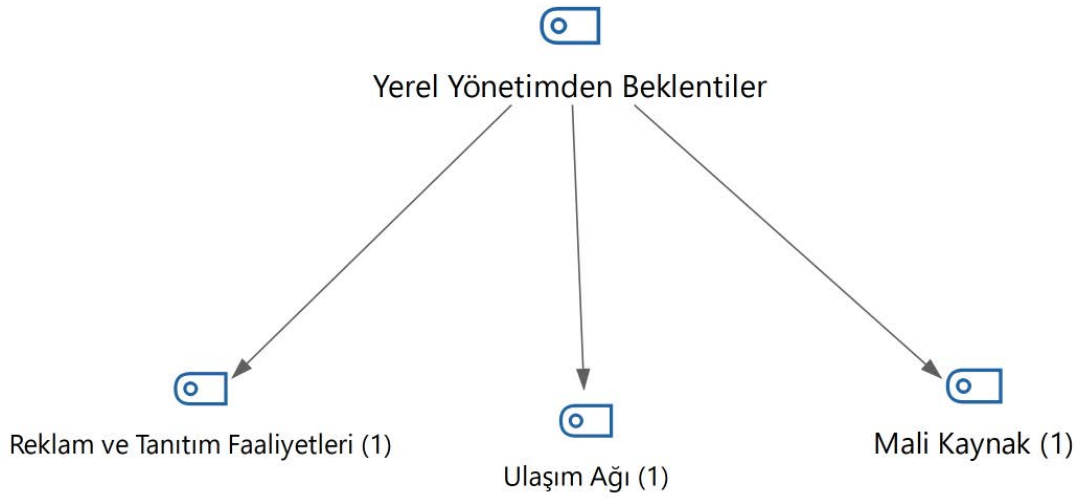 Yerel Yönetimden Beklentiler
Reklam ve Tanıtım Faaliyetleri (1)
Ulaşım Ağı (1)
Mali Kaynak (1)